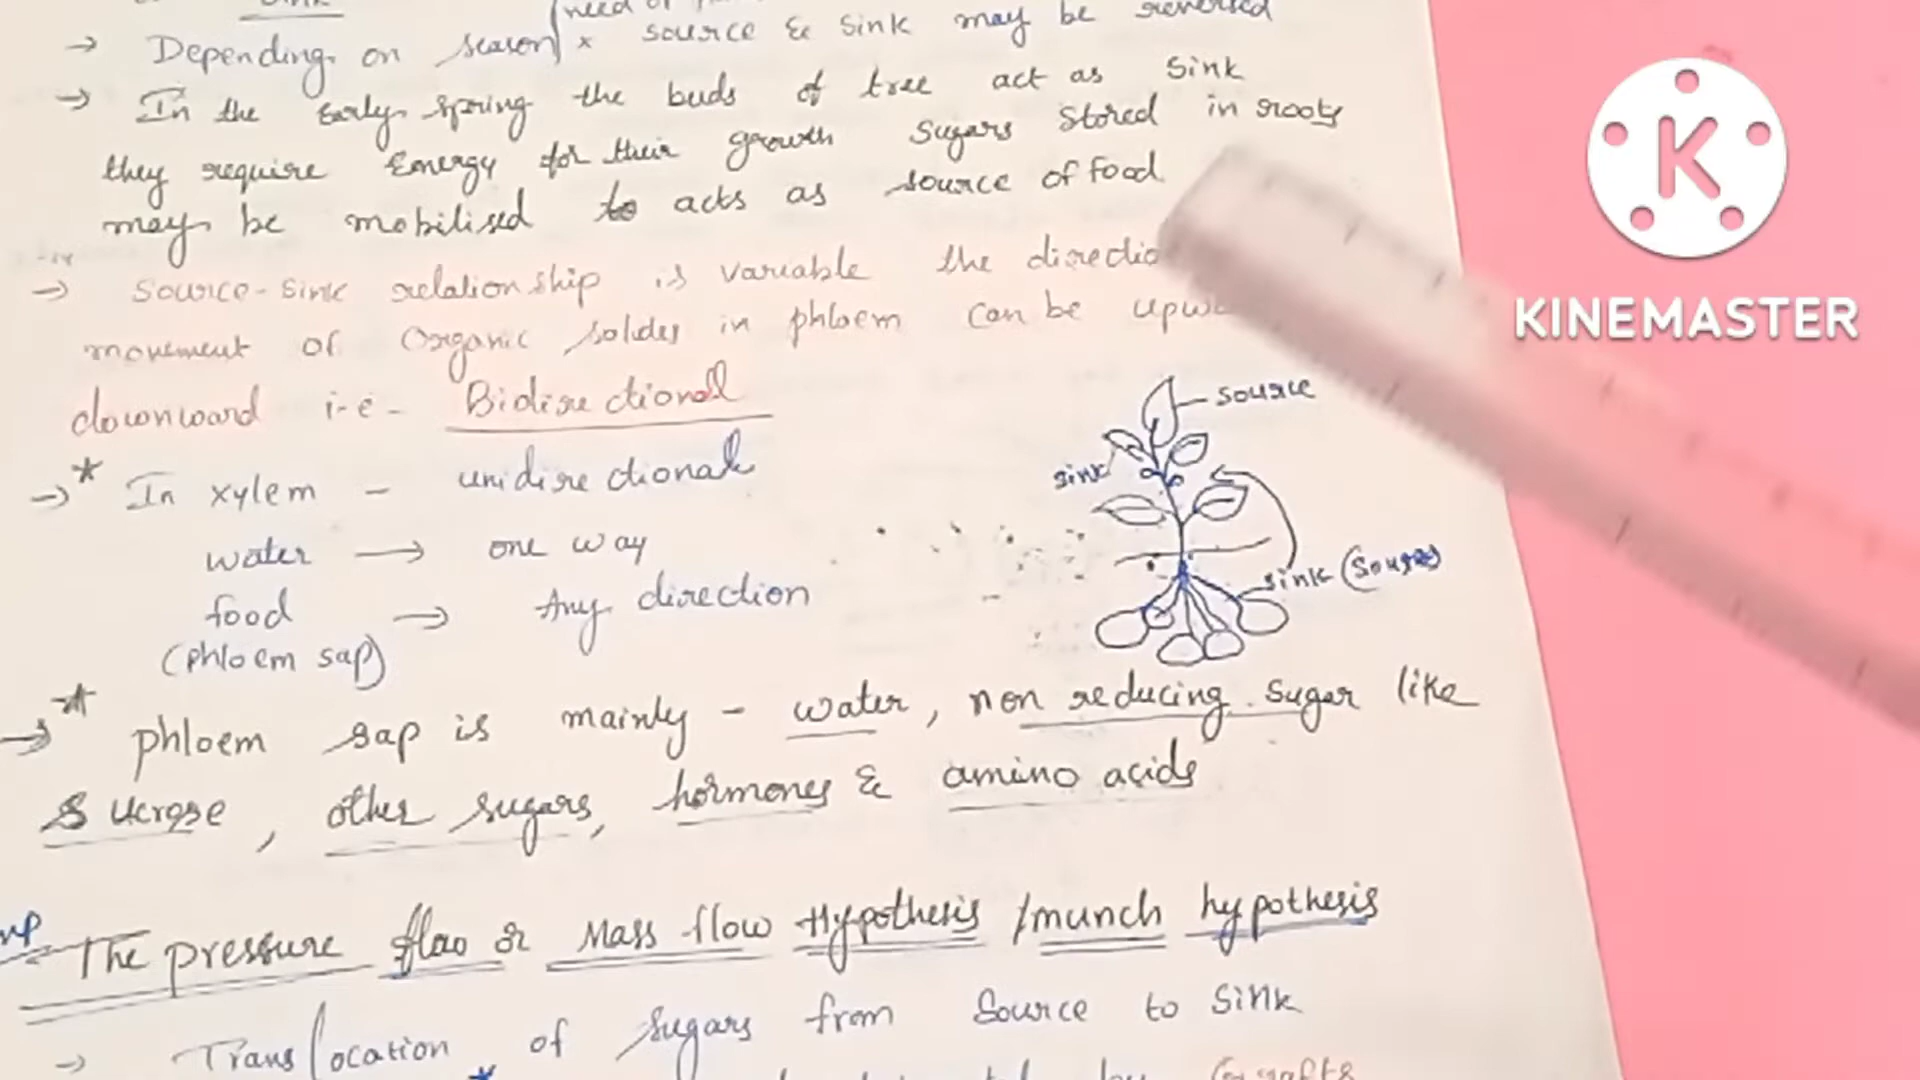 Sink
need of
→ Depending on season/× source & sink may be reversed
→ In the Early spring the buds of tree act as sink
they require Energy for their growth sugars stored in roots
may be mobilised to acts as source of food
→ Source-sink relationship is variable the
movement of Organic solutes in phloem can be
downward i-e- Bidirectional
→* In xylem - unidirectional
water → one way
food → Any direction
(phloem sap)
source
sink
sink (Source)
→* phloem sap is mainly - water, non reducing sugar like
sucrose, other sugars, hormones & amino acids
The pressure flow or Mass flow Hypothesis /munch hypothesis
→ Translocation of sugars from Source to Sink
K
KINEMASTER